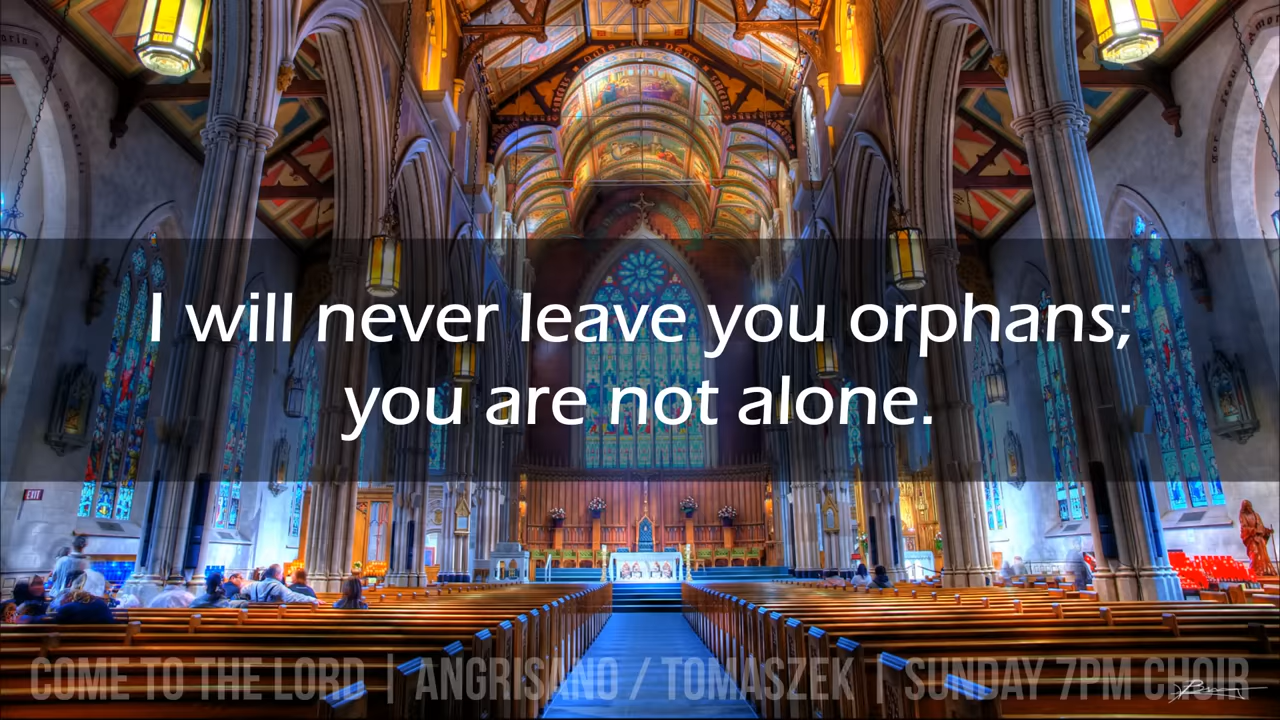 I will never leave you orphans;
you are not alone.
EXIT
COME TO THE LORD | ANGRISANO / TOMASZEK | SUNDAY 7PM CHOIR